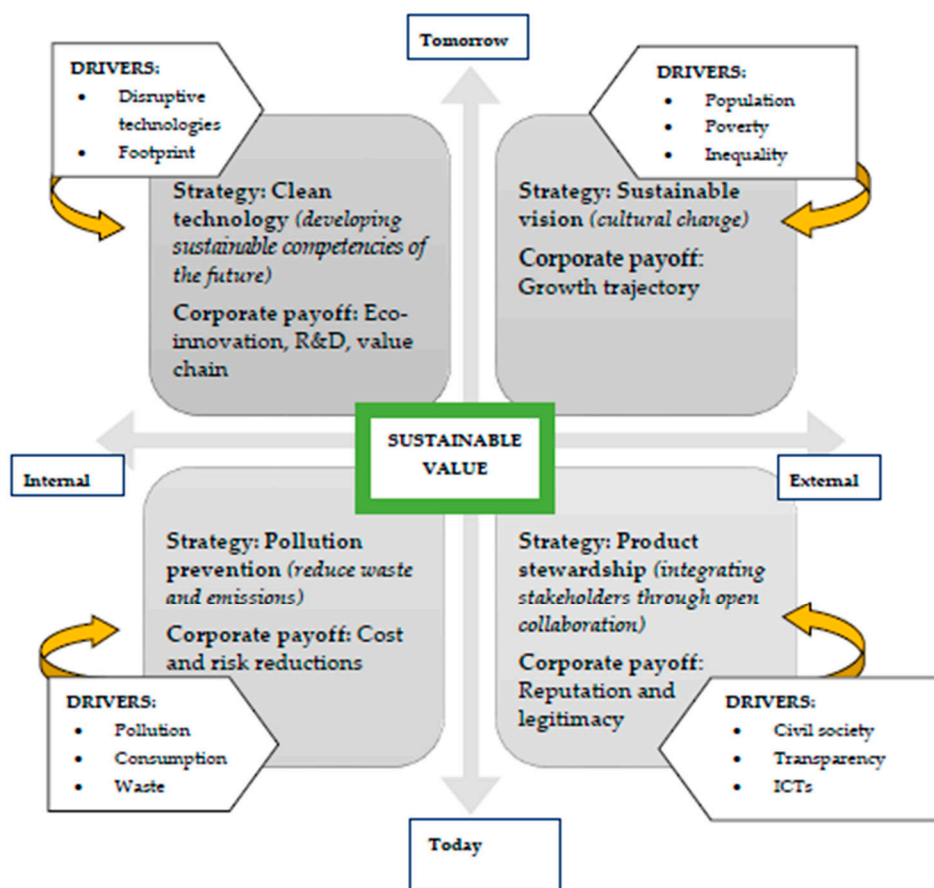 Tomorrow
DRIVERS:
• Disruptive
technologies
• Footprint
DRIVERS:
• Population
• Poverty
• Inequality
Strategy: Clean
technology (developing
sustainable competencies of
the future)
Corporate payoff: Eco-
innovation, R&D, value
chain
Strategy: Sustainable
vision (cultural change)
Corporate payoff:
Growth trajectory
SUSTAINABLE
VALUE
Internal
External
Strategy: Pollution
prevention (reduce waste
and emissions)
Corporate payoff: Cost
and risk reductions
Strategy: Product
stewardship (integrating
stakeholders through open
collaboration)
Corporate payoff:
Reputation and
legitimacy
DRIVERS:
• Pollution
• Consumption
• Waste
DRIVERS:
• Civil society
• Transparency
• ICTs
Today